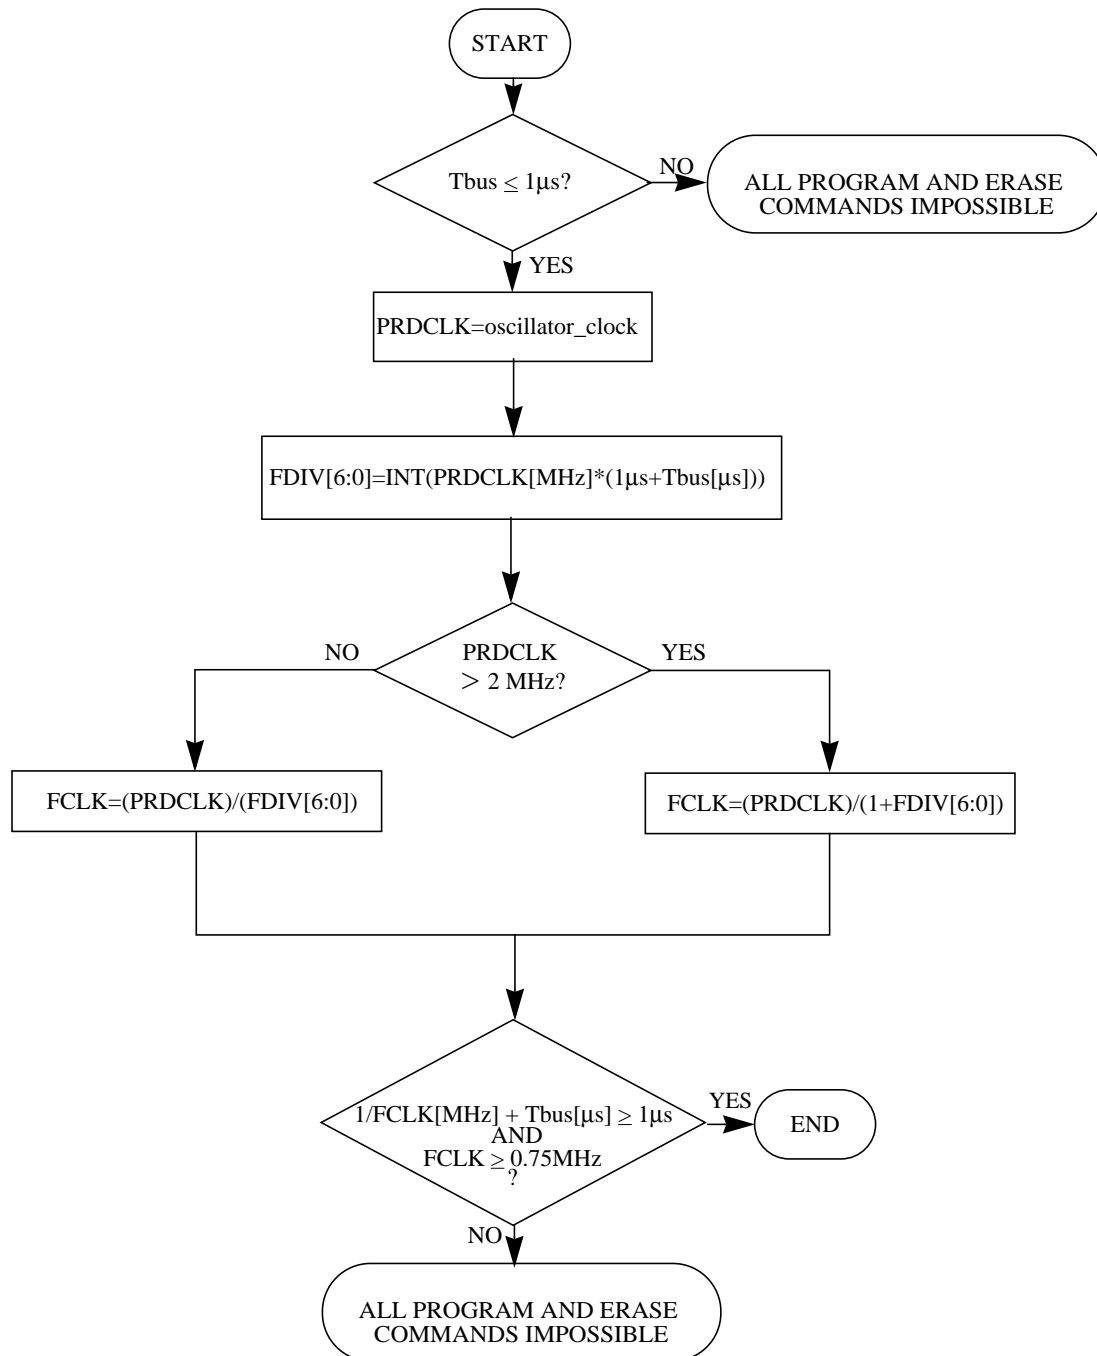 START
Tbus ≤ 1μs?
NO
ALL PROGRAM AND ERASE
COMMANDS IMPOSSIBLE
YES
PRDCLK=oscillator_clock
FDIV[6:0]=INT(PRDCLK[MHz]*(1μs+Tbus[μs]))
NO
PRDCLK
> 2 MHz?
YES
FCLK=(PRDCLK)/(FDIV[6:0])
FCLK=(PRDCLK)/(1+FDIV[6:0])
1/FCLK[MHz] + Tbus[μs] ≥ 1μs
AND
FCLK ≥ 0.75MHz
?
YES
END
NO
ALL PROGRAM AND ERASE
COMMANDS IMPOSSIBLE